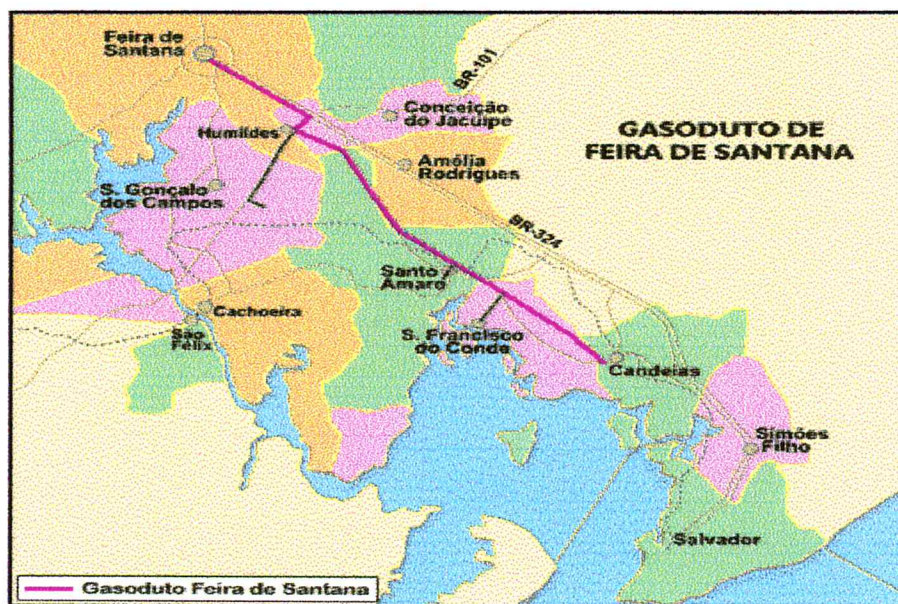 Feira de
Santana
BR-101
Conceição
do Jacuípe
Humildes
GASODUTO DE
FEIRA DE SANTANA
Amélia
Rodrigues
S. Gonçalo
dos Campos
BR-324
Santo
Amaro
Cachoeira
São
Félix
S. Francisco
do Conde
Candeias
Simões
Filho
Salvador
Gasoduto Feira de Santana